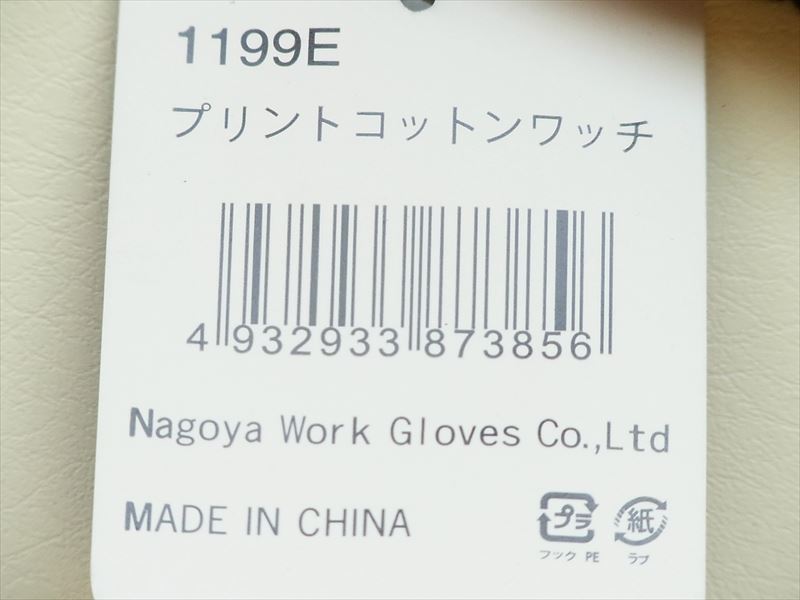 1199E
プリントコットンワッチ
4 932933 873856
Nagoya Work Gloves Co.,Ltd
MADE IN CHINA
プラ 紙
フック PE ラブ